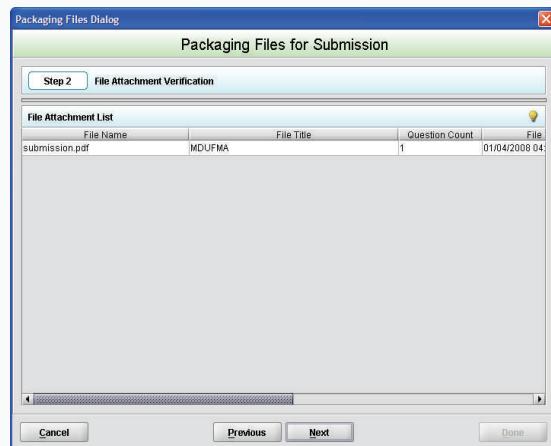 Packaging Files Dialog
Packaging Files for Submission
Step 2 File Attachment Verification
File Attachment List
File Name File Title Question Count File
submission.pdf MDUFMA 1 01/04/2008 04:
Cancel Previous Next Done